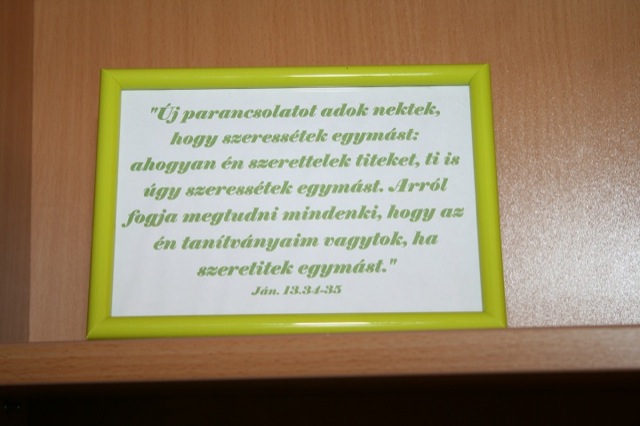 "Új parancsolatot adok nektek,
hogy szeressétek egymást:
ahogyan én szerettelek titeket, ti is
úgy szeressétek egymást. Arról
fogja megtudni mindenki, hogy az
én tanítványaim vagytok, ha
szeretitek egymást."
Ján. 13.34-35